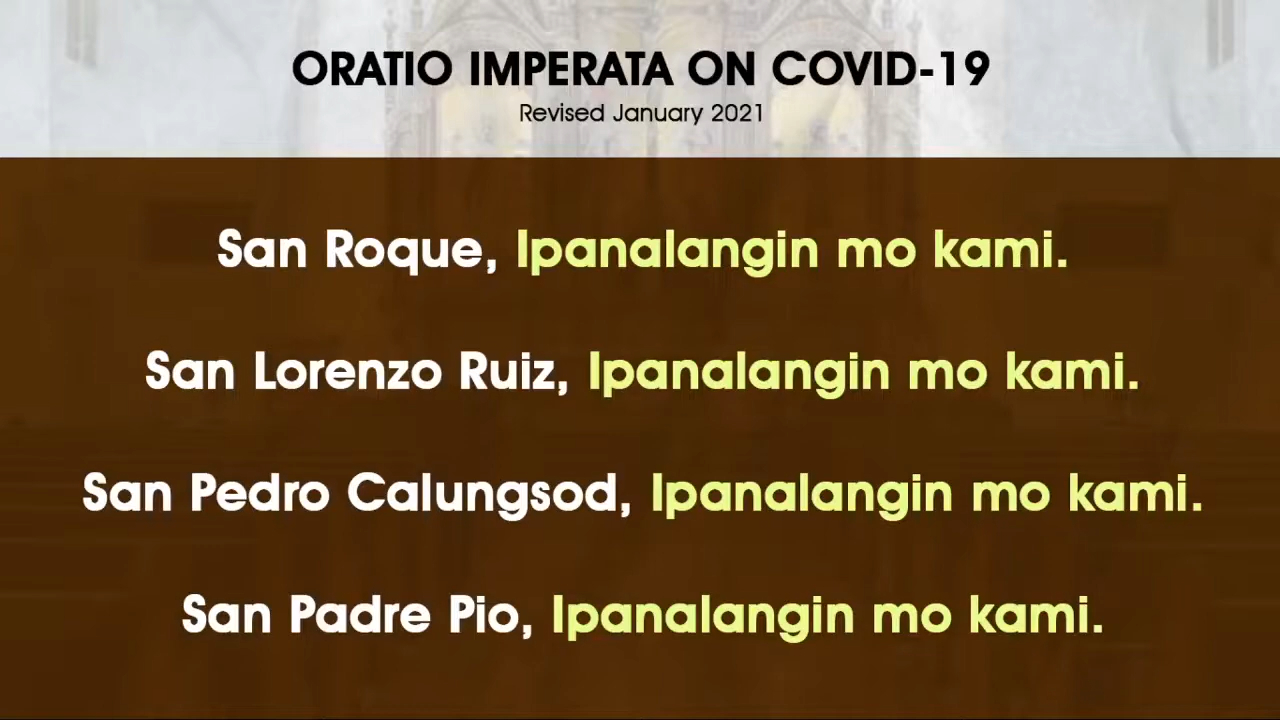 ORATIO IMPERATA ON COVID-19
Revised January 2021
San Roque, Ipanalangin mo kami.
San Lorenzo Ruiz, Ipanalangin mo kami.
San Pedro Calungsod, Ipanalangin mo kami.
San Padre Pio, Ipanalangin mo kami.